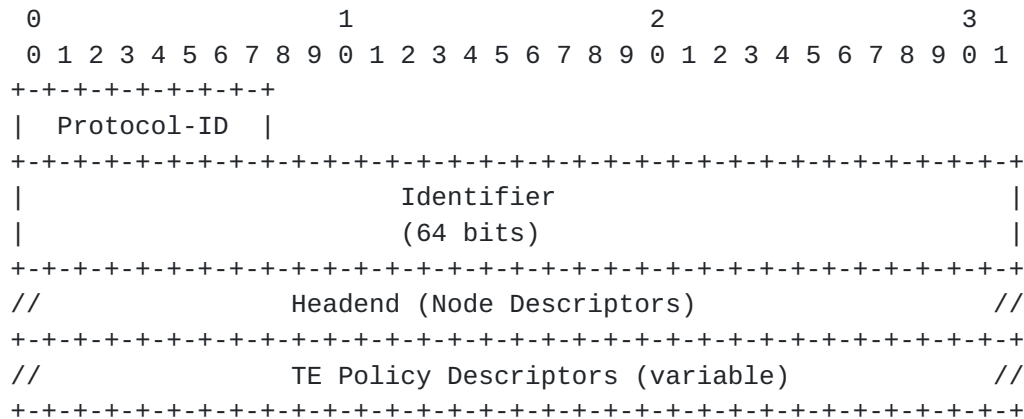 0                   1                   2                   3
 0 1 2 3 4 5 6 7 8 9 0 1 2 3 4 5 6 7 8 9 0 1 2 3 4 5 6 7 8 9 0 1
+-+-+-+-+-+-+-+-+
|  Protocol-ID  |
+-+-+-+-+-+-+-+-+-+-+-+-+-+-+-+-+-+-+-+-+-+-+-+-+-+-+-+-+-+-+-+-+
|                        Identifier                             |
|                        (64 bits)                              |
+-+-+-+-+-+-+-+-+-+-+-+-+-+-+-+-+-+-+-+-+-+-+-+-+-+-+-+-+-+-+-+-+
//                Headend (Node Descriptors)                   //
+-+-+-+-+-+-+-+-+-+-+-+-+-+-+-+-+-+-+-+-+-+-+-+-+-+-+-+-+-+-+-+-+
//                TE Policy Descriptors (variable)             //
+-+-+-+-+-+-+-+-+-+-+-+-+-+-+-+-+-+-+-+-+-+-+-+-+-+-+-+-+-+-+-+-+